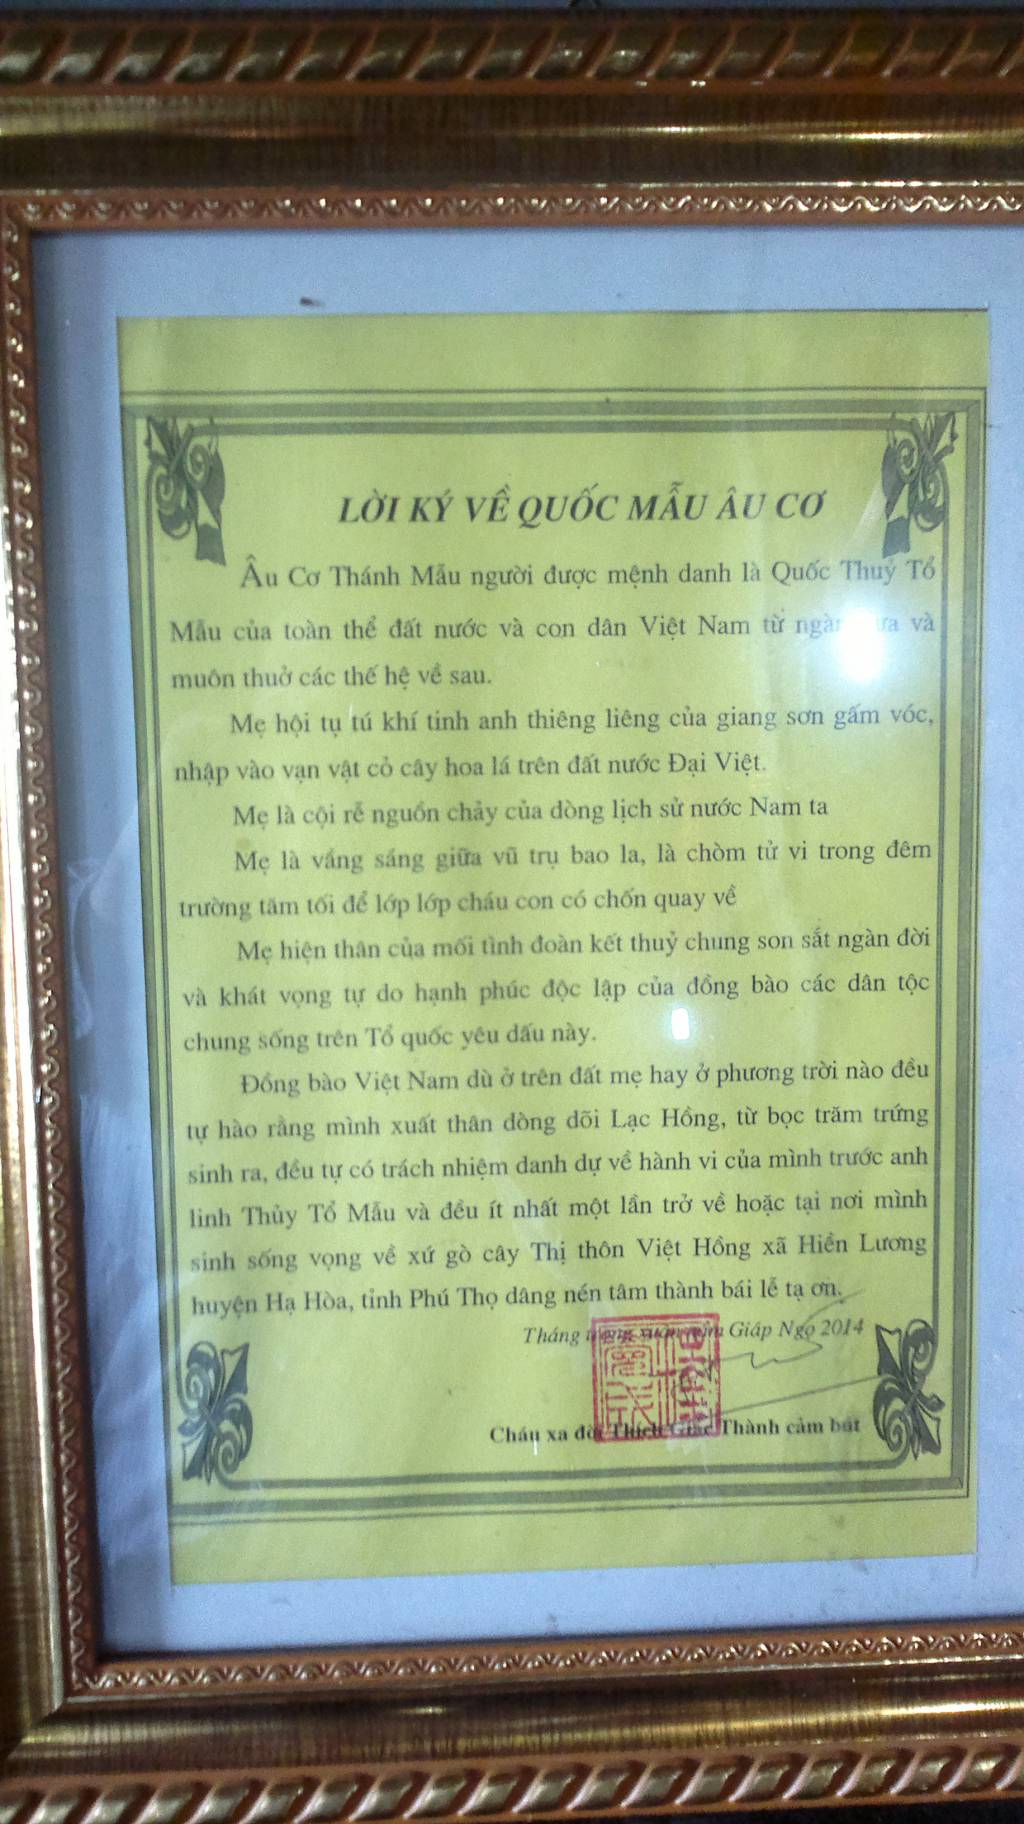 LỜI KÝ VỀ QUỐC MẪU ÂU CƠ
Âu Cơ Thánh Mẫu người được mệnh danh là Quốc Thuỷ Tổ
Mẫu của toàn thể đất nước và con dân Việt Nam từ ngàn và
muôn thuở các thế hệ về sau.
Mẹ hội tụ tú khí tinh anh thiêng liêng của giang sơn gấm vóc,
nhập vào vạn vật cỏ cây hoa lá trên đất nước Đại Việt.
Mẹ là cội rễ nguồn chảy của dòng lịch sử nước Nam ta
Mẹ là vầng sáng giữa vũ trụ bao la, là chòm tử vi trong đêm
trường tăm tối để lớp lớp cháu con có chốn quay về
Mẹ hiện thân của mối tình đoàn kết thuỷ chung son sắt ngàn đời
và khát vọng tự do hạnh phúc độc lập của đồng bào các dân tộc
chung sống trên Tổ quốc yêu dấu này.
Đồng bào Việt Nam dù ở trên đất mẹ hay ở phương trời nào đều
tự hào rằng mình xuất thân dòng dõi Lạc Hồng, từ bọc trăm trứng
sinh ra, đều tự có trách nhiệm danh dự về hành vi của mình trước anh
linh Thủy Tổ Mẫu và đều ít nhất một lần trở về hoặc tại nơi mình
sinh sống vọng về xứ gò cây Thị thôn Việt Hồng xã Hiền Lương
huyện Hạ Hòa, tỉnh Phú Thọ dâng nén tâm thành bái lễ tạ ơn.
Tháng trọng xuân năm Giáp Ngọ 2014
Cháu xa đời Thích Giác Thành cảm bút